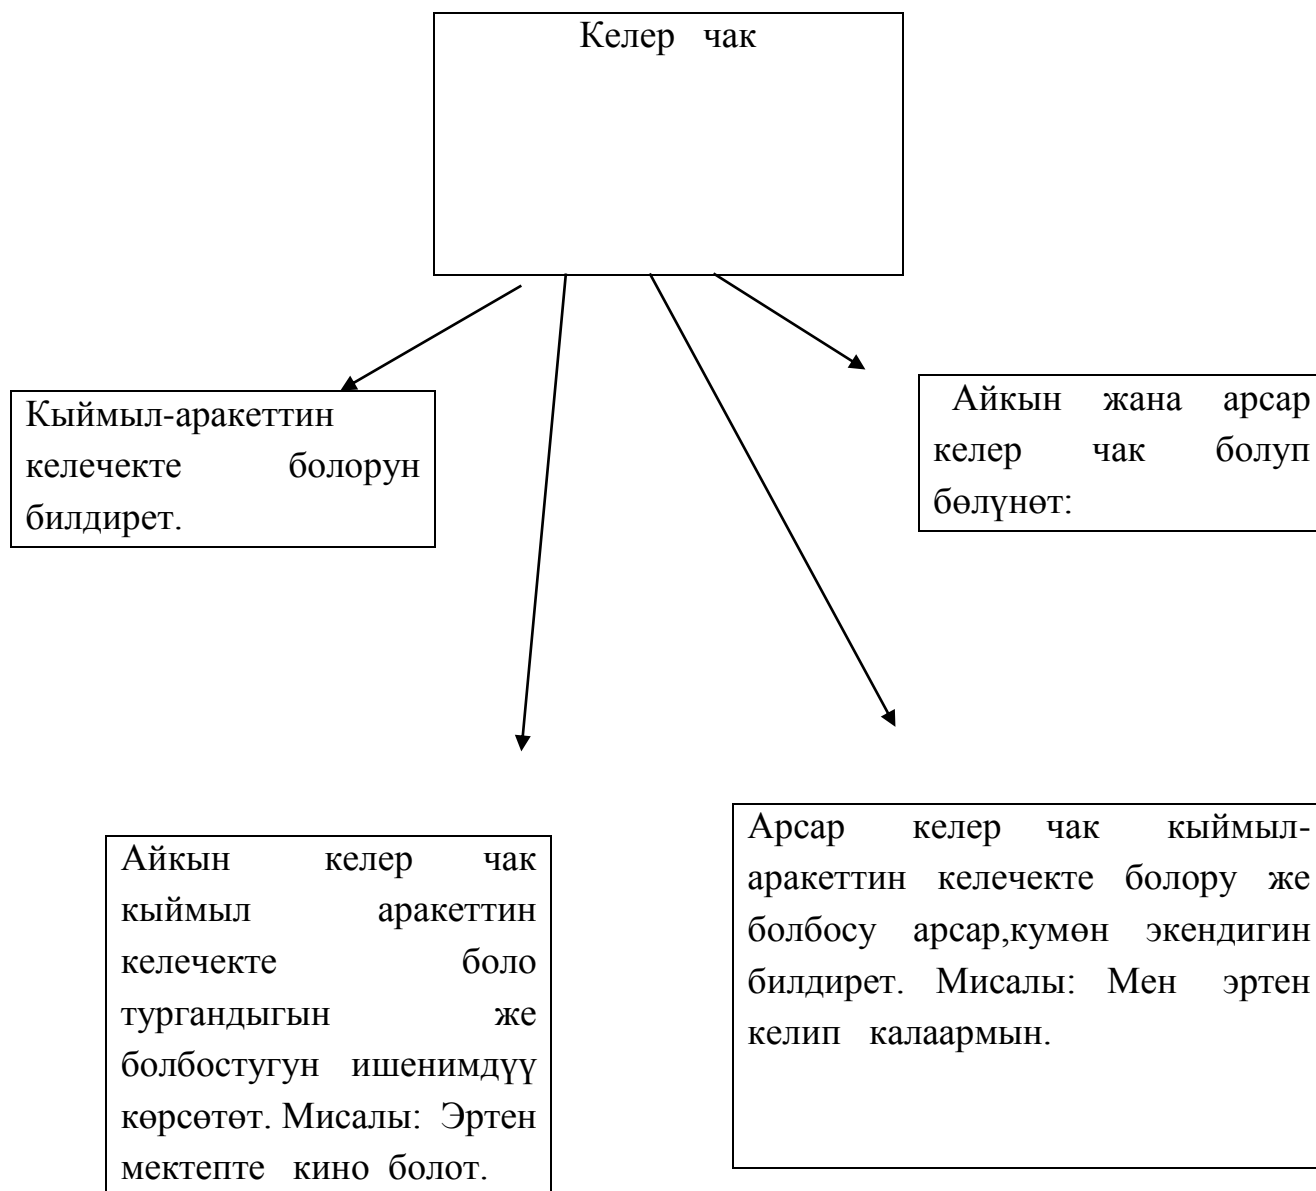 Келер чак
Кыймыл-аракеттин
келечекте болорун
билдирет.
Айкын жана арсар
келер чак болуп
бөлүнөт:
Айкын келер чак
кыймыл аракеттин
келечекте боло
тургандыгын же
болбостугун ишенимдүү
көрсөтөт. Мисалы: Эртен
мектепте кино болот.
Арсар келер чак кыймыл-
аракеттин келечекте болору же
болбосу арсар,кумөн экендигин
билдирет. Мисалы: Мен эртен
келип калаармын.